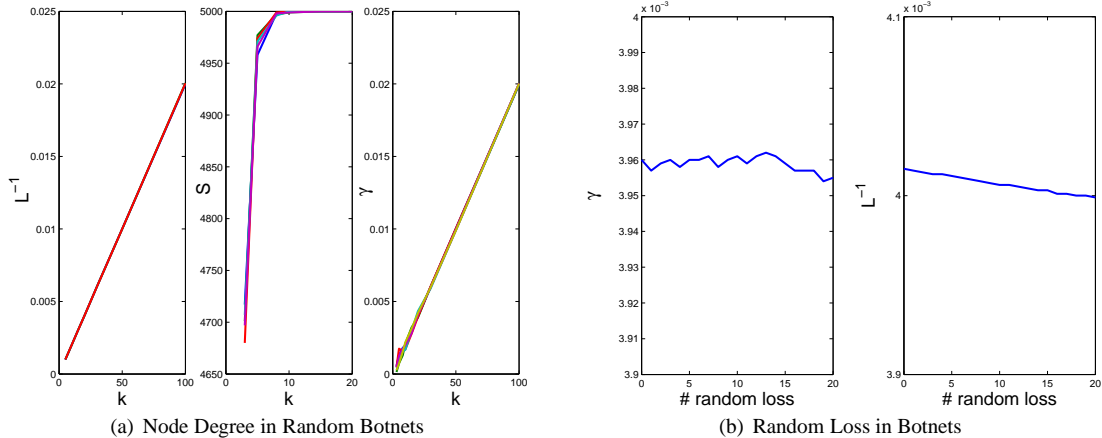 0.025
0.02
0.015
0.01
0.005
0
0 50 100
L⁻¹
k
5000
4950
4900
4850
4800
4750
4700
4650
0 10 20
S
k
0.025
0.02
0.015
0.01
0.005
0
0 50 100
γ
k
(a) Node Degree in Random Botnets
x 10⁻³
4
3.99
3.98
3.97
3.96
3.95
3.94
3.93
3.92
3.91
3.9
0 5 10 15 20
γ
# random loss
x 10⁻³
4.1
4
3.9
0 5 10 15 20
L⁻¹
# random loss
(b) Random Loss in Botnets